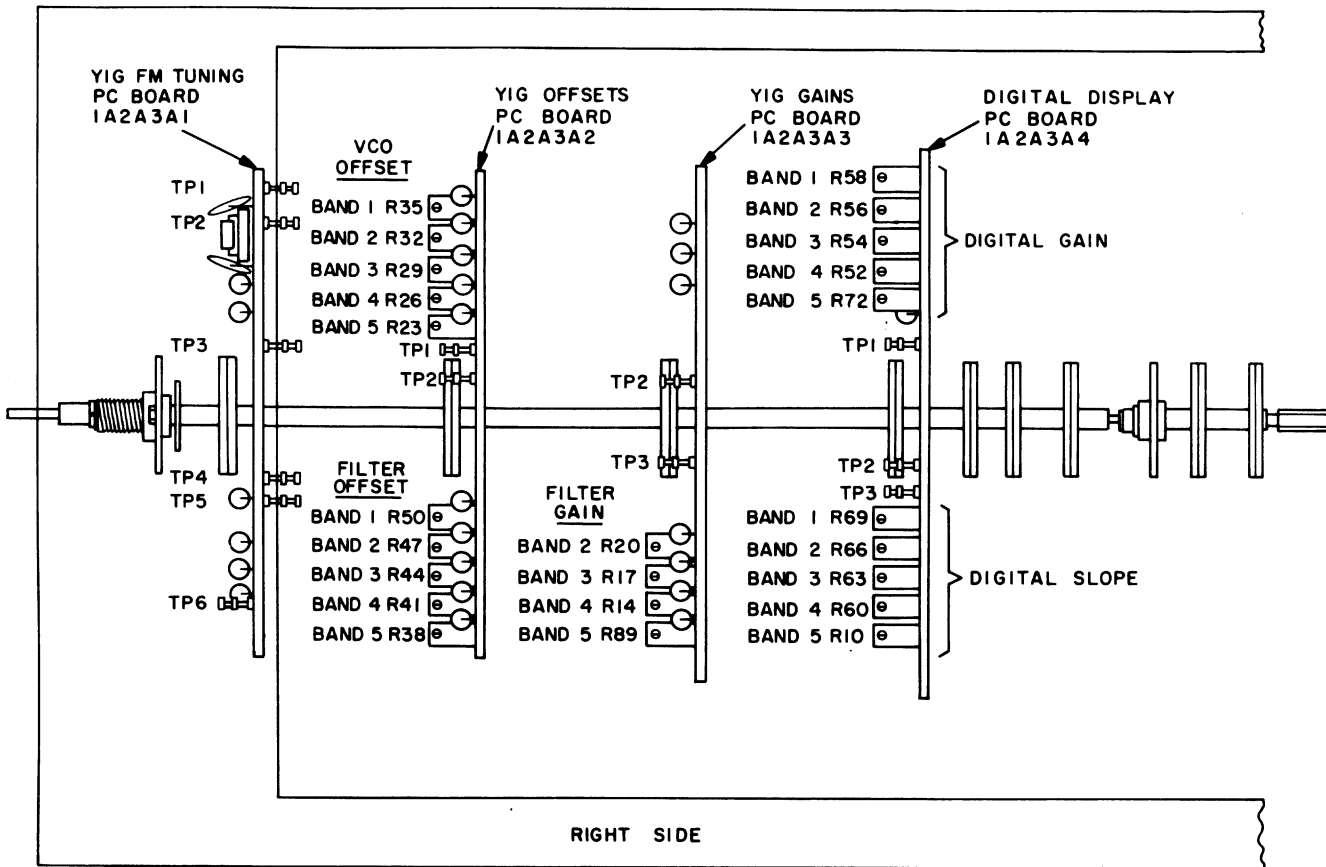 YIG FM TUNING
PC BOARD
1A2A3A1
YIG OFFSETS
PC BOARD
1A2A3A2
YIG GAINS
PC BOARD
1A2A3A3
DIGITAL DISPLAY
PC BOARD
1A2A3A4
TP1
TP2
TP3
TP4
TP5
TP6
VCO
OFFSET
BAND 1 R35
BAND 2 R32
BAND 3 R29
BAND 4 R26
BAND 5 R23
TP1
TP2
FILTER
OFFSET
BAND 1 R50
BAND 2 R47
BAND 3 R44
BAND 4 R41
BAND 5 R38
TP2
TP3
FILTER
GAIN
BAND 2 R20
BAND 3 R17
BAND 4 R14
BAND 5 R89
BAND 1 R58
BAND 2 R56
BAND 3 R54
BAND 4 R52
BAND 5 R72
DIGITAL GAIN
TP1
TP2
TP3
BAND 1 R69
BAND 2 R66
BAND 3 R63
BAND 4 R60
BAND 5 R10
DIGITAL SLOPE
RIGHT SIDE